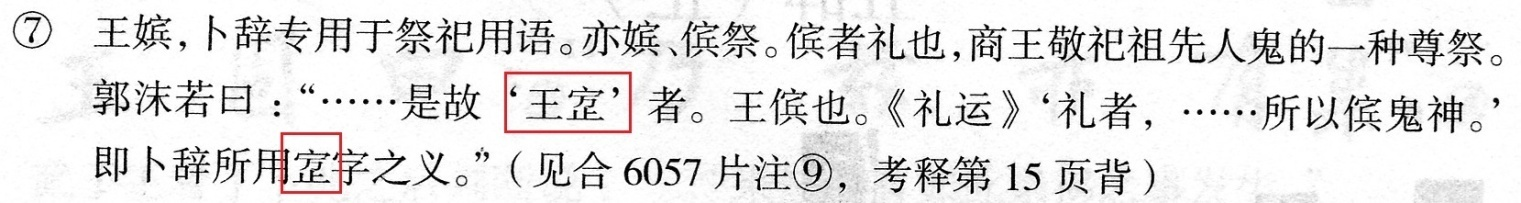 ⑦ 王嫔，卜辞专用于祭祀用语。亦嫔、傧祭。傧者礼也，商王敬祀祖先人鬼的一种尊祭。
郭沫若曰：“……是故‘王’者。王傧也。《礼运》‘礼者，……所以傧鬼神。’
即卜辞所用字之义。”（见合 6057 片注⑨，考释第 15 页背）